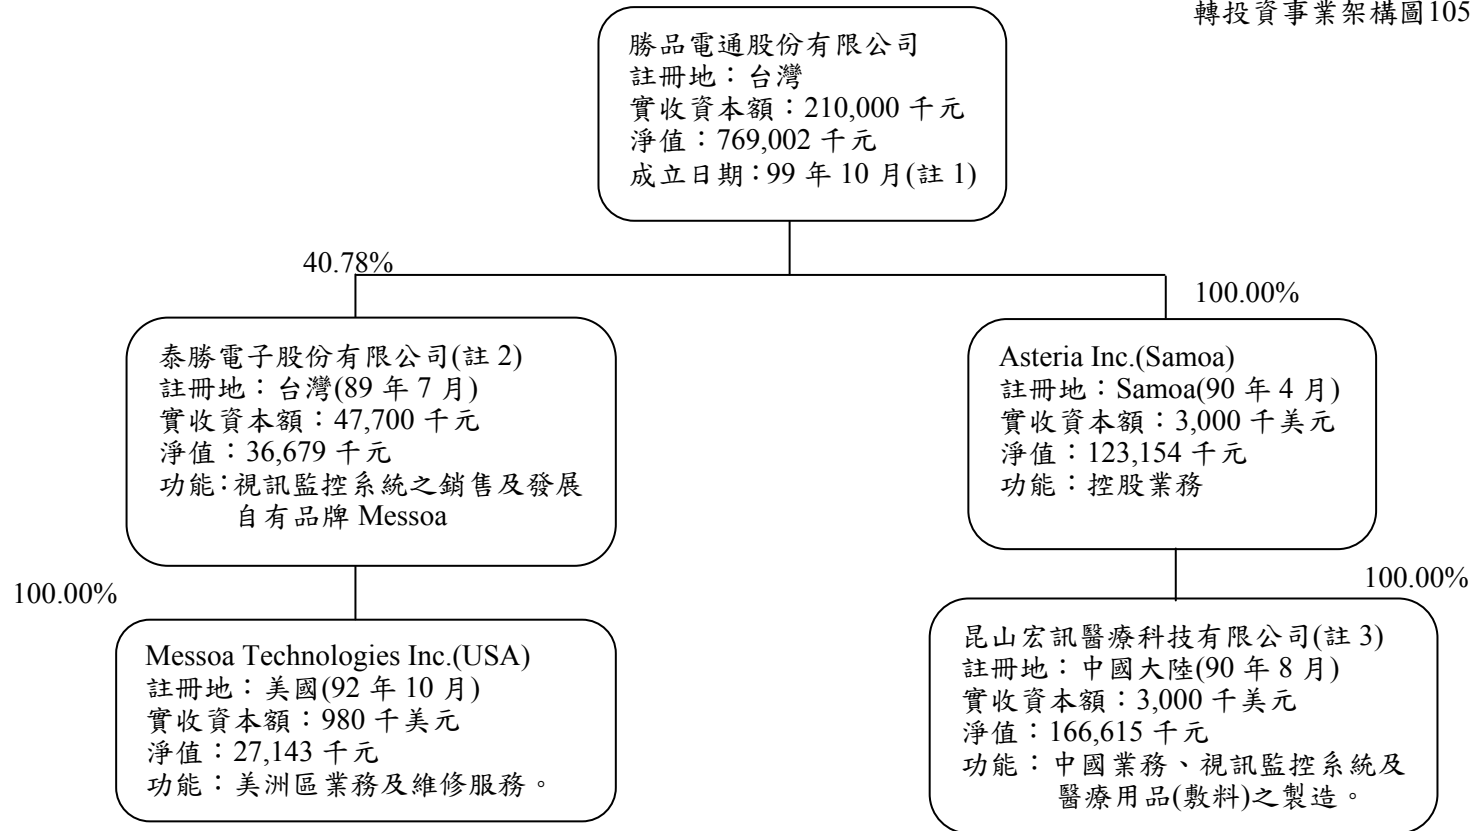 轉投資事業架構圖105
勝品電通股份有限公司
註冊地：台灣
實收資本額：210,000 千元
淨值：769,002 千元
成立日期：99 年 10 月(註 1)
40.78%
100.00%
泰勝電子股份有限公司(註 2)
註冊地：台灣(89 年 7 月)
實收資本額：47,700 千元
淨值：36,679 千元
功能：視訊監控系統之銷售及發展
自有品牌 Messoa
Asteria Inc.(Samoa)
註冊地：Samoa(90 年 4 月)
實收資本額：3,000 千美元
淨值：123,154 千元
功能：控股業務
100.00%
100.00%
Messoa Technologies Inc.(USA)
註冊地：美國(92 年 10 月)
實收資本額：980 千美元
淨值：27,143 千元
功能：美洲區業務及維修服務。
昆山宏訊醫療科技有限公司(註 3)
註冊地：中國大陸(90 年 8 月)
實收資本額：3,000 千美元
淨值：166,615 千元
功能：中國業務、視訊監控系統及
醫療用品(敷料)之製造。